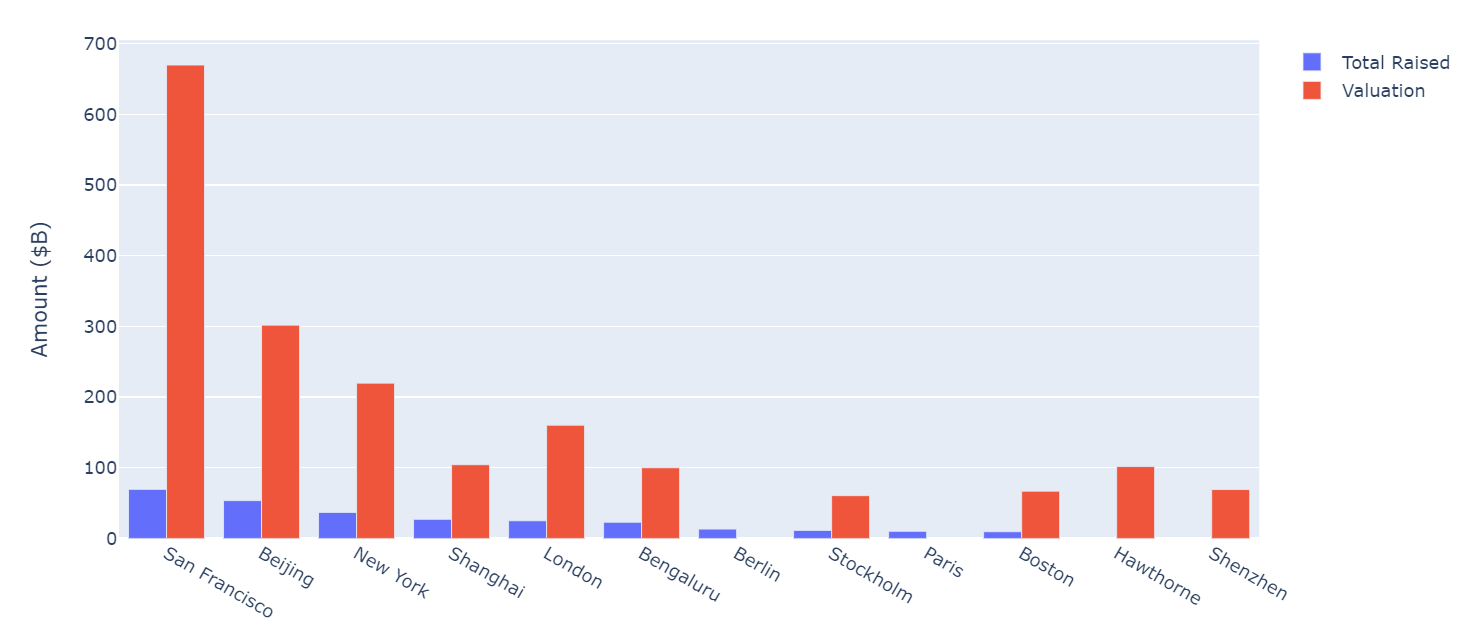 700
600
500
400
300
200
100
0
Amount ($B)
San Francisco
Beijing
New York
Shanghai
London
Bengaluru
Berlin
Stockholm
Paris
Boston
Hawthorne
Shenzhen
Total Raised
Valuation